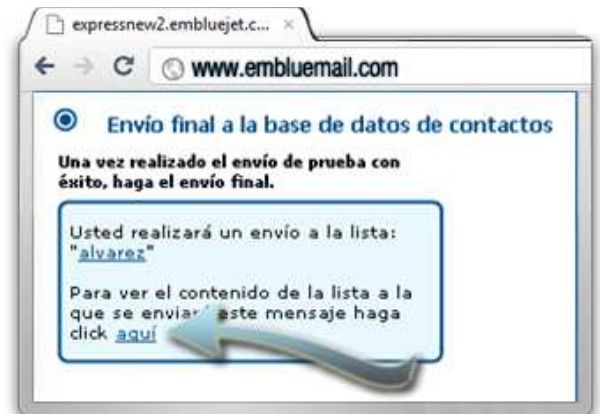 expressnew2.embluejet.c...
www.embluemail.com
Envío final a la base de datos de contactos
Una vez realizado el envío de prueba con
éxito, haga el envío final.
Usted realizará un envío a la lista:
"alvarez"
Para ver el contenido de la lista a la
que se enviará este mensaje haga
click aquí